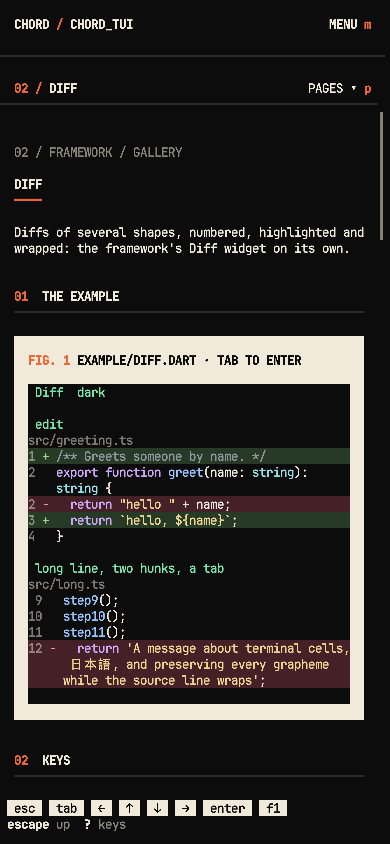 CHORD / CHORD_TUI MENU m
02 / DIFF PAGES ▾ p
02 / FRAMEWORK / GALLERY
DIFF
Diffs of several shapes, numbered, highlighted and
wrapped: the framework's Diff widget on its own.
01 THE EXAMPLE
FIG. 1 EXAMPLE/DIFF.DART · TAB TO ENTER
Diff dark
edit
src/greeting.ts
1 + /** Greets someone by name. */
2 export function greet(name: string):
string {
2 - return "hello " + name;
3 + return `hello, ${name}`;
4 }
long line, two hunks, a tab
src/long.ts
9 step9();
10 step10();
11 step11();
12 - return 'A message about terminal cells,
日本語, and preserving every grapheme
while the source line wraps';
02 KEYS
esc tab ← ↑ ↓ → enter f1
escape up ? keys